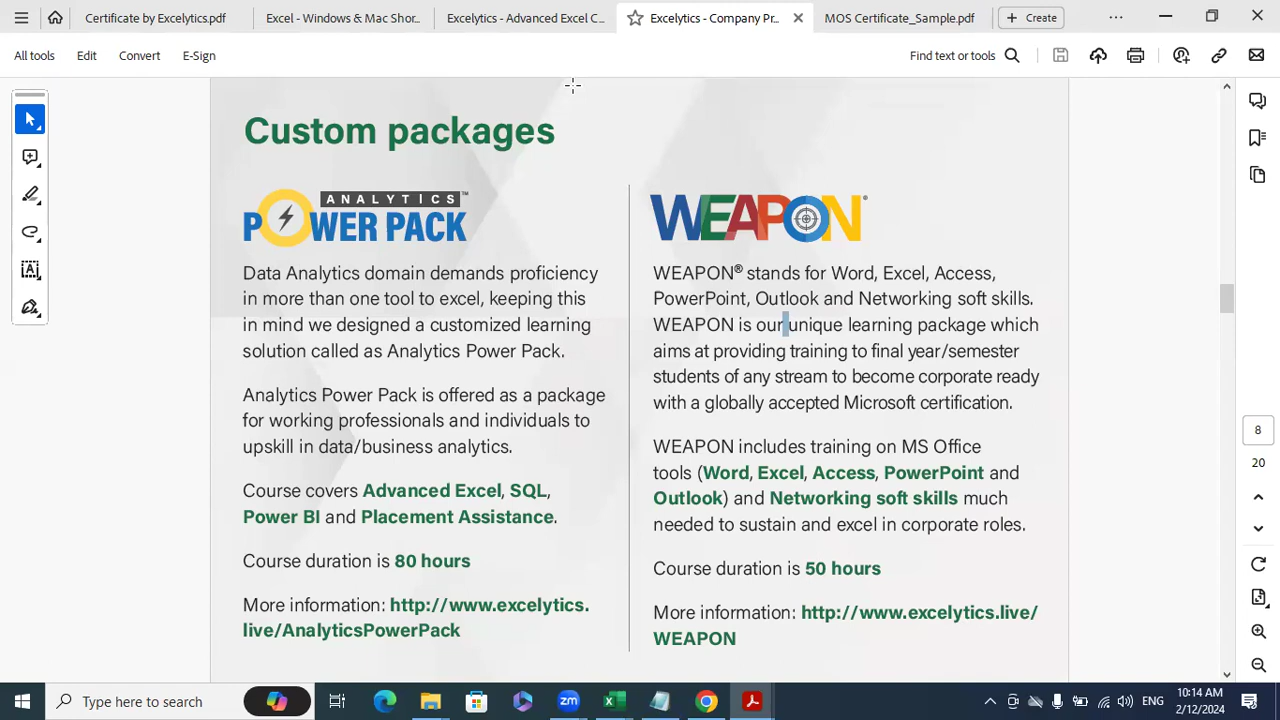 Certificate by Excelytics.pdf
Excel - Windows & Mac Shor...
Excelytics - Advanced Excel C...
Excelytics - Company Pr...
MOS Certificate_Sample.pdf
Create
All tools
Edit
Convert
E-Sign
Find text or tools
Custom packages
ANALYTICS™
POWER PACK
Data Analytics domain demands proficiency
in more than one tool to excel, keeping this
in mind we designed a customized learning
solution called as Analytics Power Pack.
Analytics Power Pack is offered as a package
for working professionals and individuals to
upskill in data/business analytics.
Course covers Advanced Excel, SQL,
Power BI and Placement Assistance.
Course duration is 80 hours
More information: http://www.excelytics.
live/AnalyticsPowerPack
WEAPON®
WEAPON® stands for Word, Excel, Access,
PowerPoint, Outlook and Networking soft skills.
WEAPON is our unique learning package which
aims at providing training to final year/semester
students of any stream to become corporate ready
with a globally accepted Microsoft certification.
WEAPON includes training on MS Office
tools (Word, Excel, Access, PowerPoint and
Outlook) and Networking soft skills much
needed to sustain and excel in corporate roles.
Course duration is 50 hours
More information: http://www.excelytics.live/
WEAPON
8
20
Type here to search
zm
ENG
10:14 AM
2/12/2024